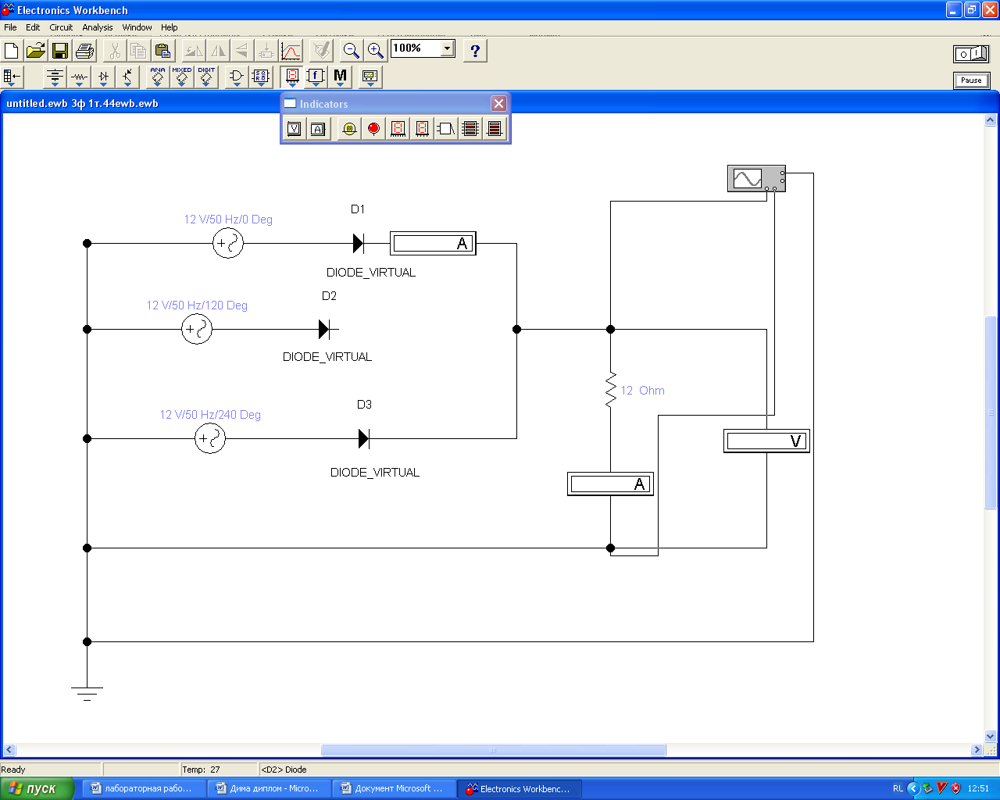 Electronics Workbench
File Edit Circuit Analysis Window Help
100%
?
O I
ANA MIXED DIGIT
f M
Pause
untitled.ewb 3ф 1т.44ewb.ewb
Indicators
V A
12 V/50 Hz/0 Deg
D1
A
DIODE_VIRTUAL
12 V/50 Hz/120 Deg
D2
DIODE_VIRTUAL
12 Ohm
12 V/50 Hz/240 Deg
D3
V
DIODE_VIRTUAL
A
Ready
Temp: 27
<D2> Diode
пуск
лабораторная рабо...
Дима диплом - Micro...
Документ Microsoft ...
Electronics Workbenc...
RL
12:51